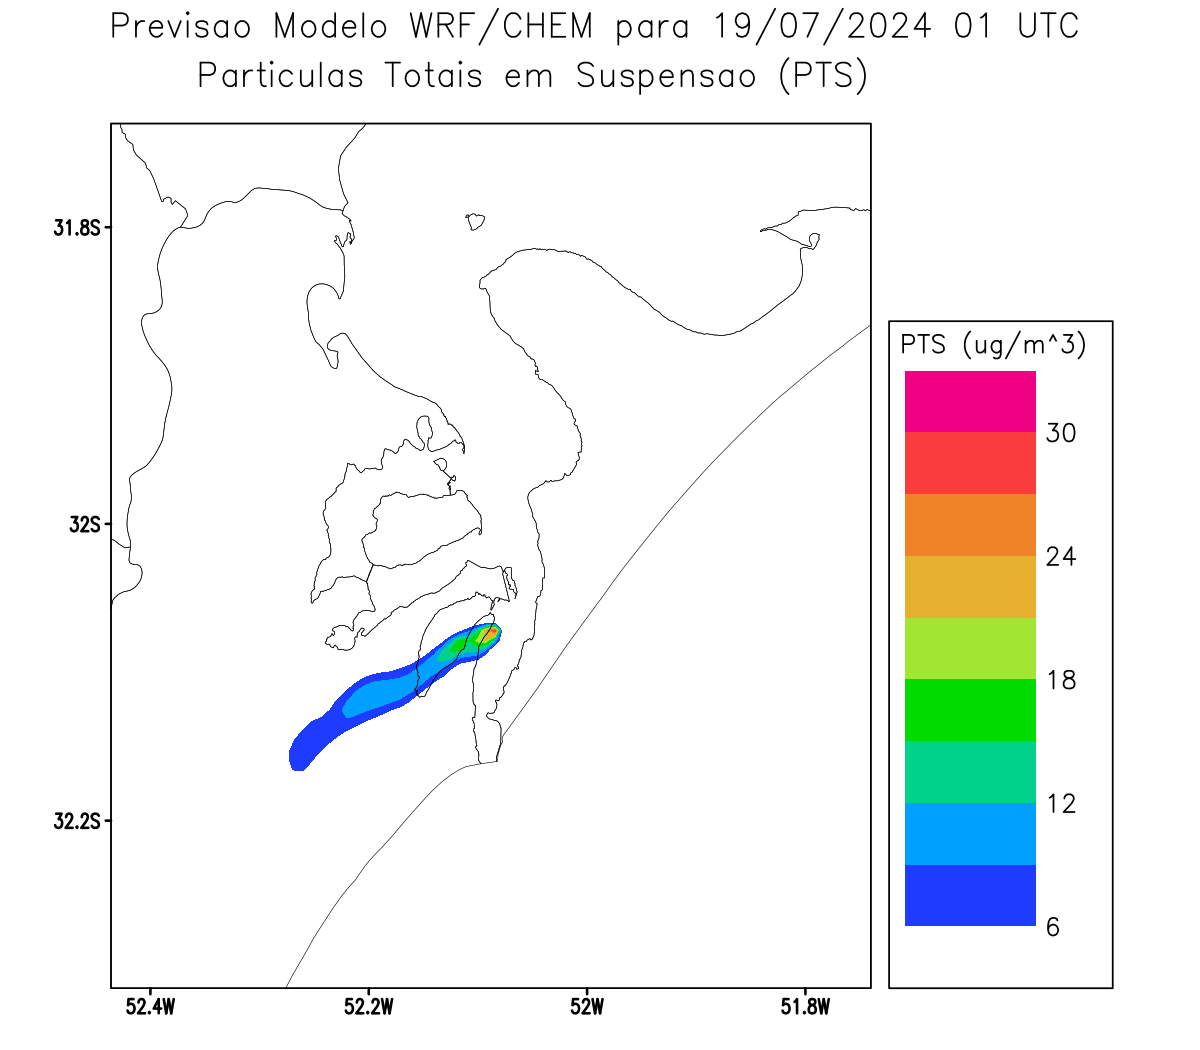 Previsao Modelo WRF/CHEM para 19/07/2024 01 UTC
Particulas Totais em Suspensao (PTS)
31.8S
32S
32.2S
52.4W
52.2W
52W
51.8W
PTS (ug/m^3)
30
24
18
12
6